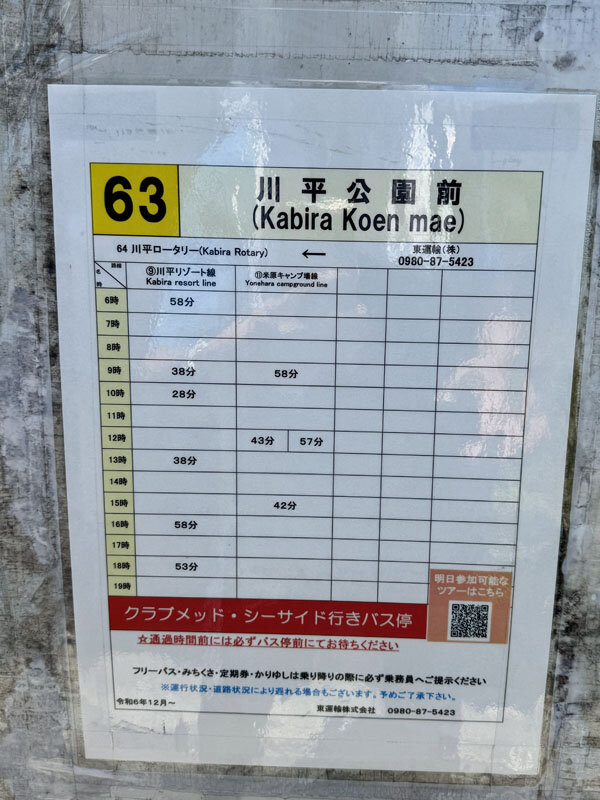 63
川平公園前
(Kabira Koen mae)
64 川平ロータリー(Kabira Rotary)
←
東運輸(株)
0980-87-5423
路線
名
時
⑨川平リゾート線
Kabira resort line
⑪米原キャンプ場線
Yonehara campground line
6時 58分
7時
8時
9時 38分 58分
10時 28分
11時
12時 43分 57分
13時 38分
14時
15時 42分
16時 58分
17時
18時 53分
19時
明日参加可能な
ツアーはこちら
クラブメッド・シーサイド行きバス停
☆通過時間前には必ずバス停前にてお待ちください
フリーパス・みちくさ・定期券・かりゆしは乗り降りの際に必ず乗務員へご提示ください
※運行状況・道路状況により遅れる場合もございます。予めご了承下さい。
令和6年12月～
東運輸株式会社 0980-87-5423